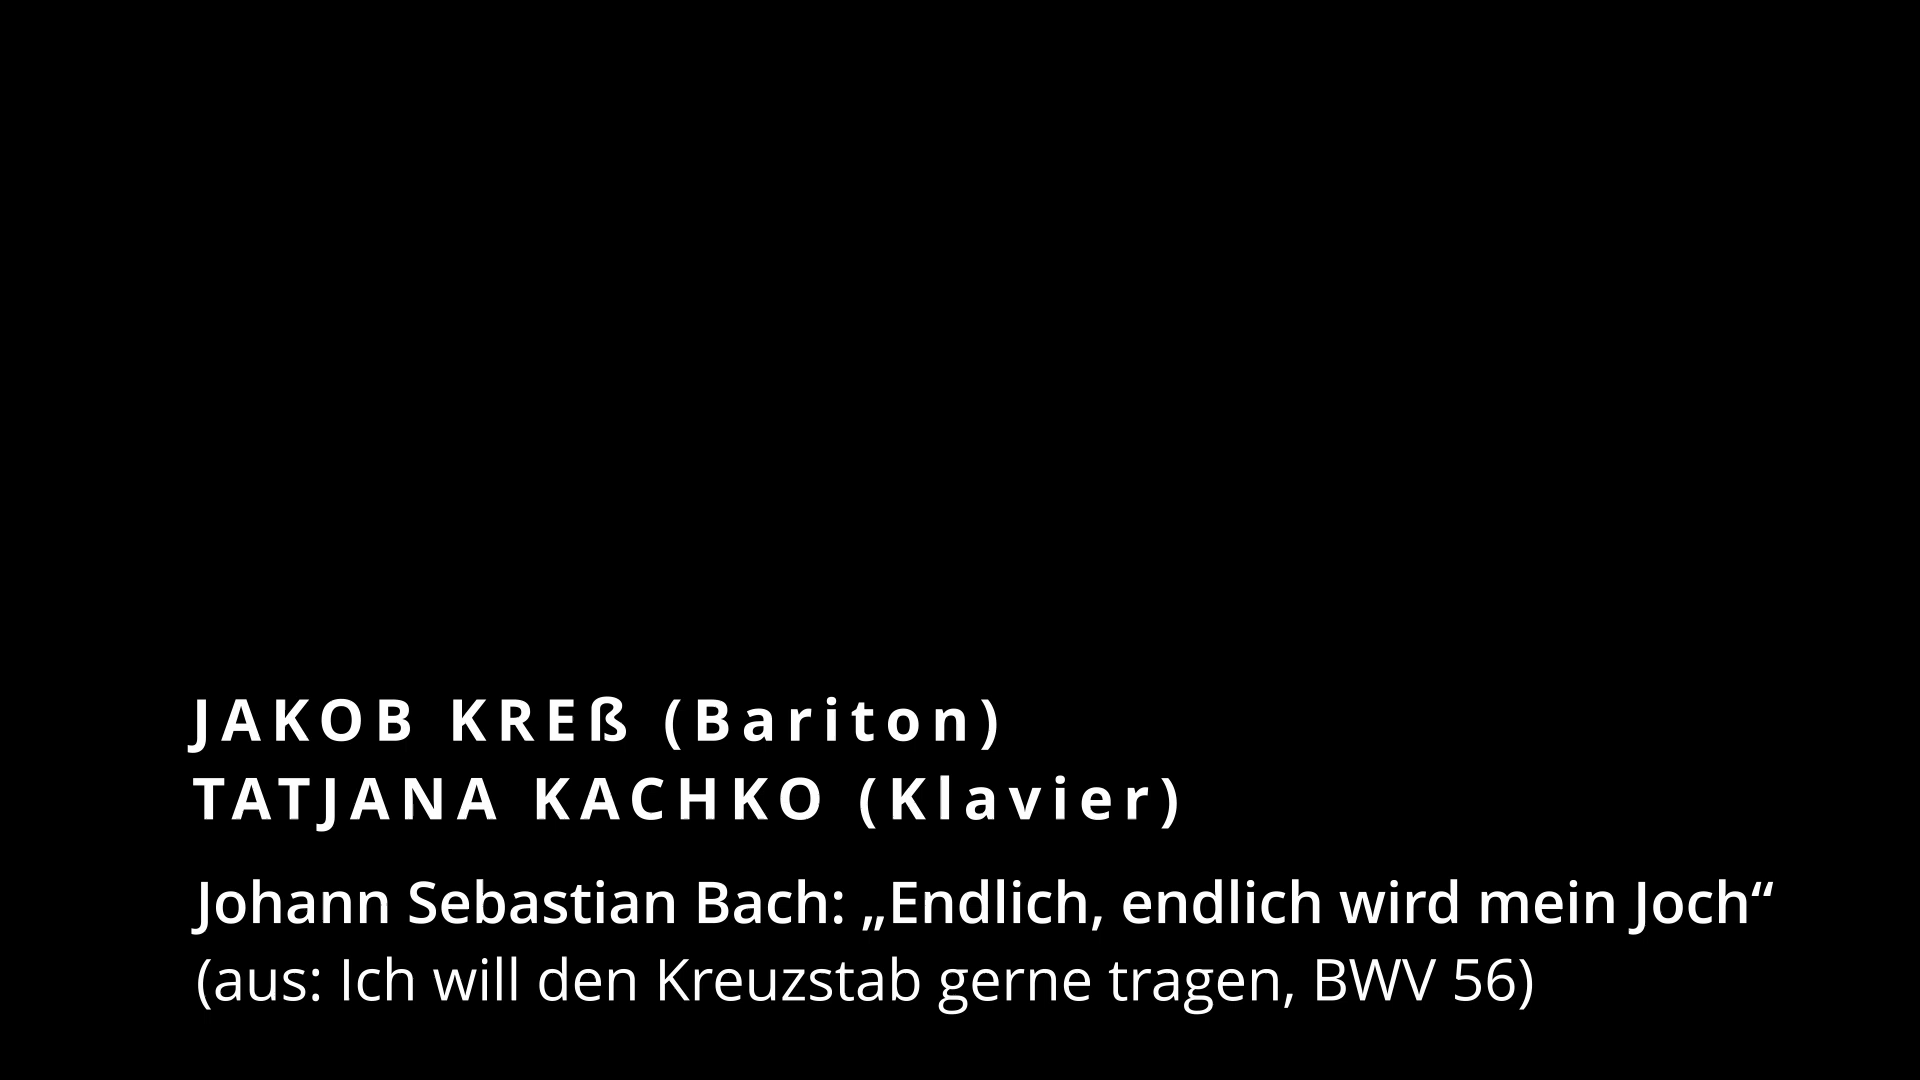 JAKOB KREß (Bariton)
TATJANA KACHKO (Klavier)
Johann Sebastian Bach: „Endlich, endlich wird mein Joch“
(aus: Ich will den Kreuzstab gerne tragen, BWV 56)